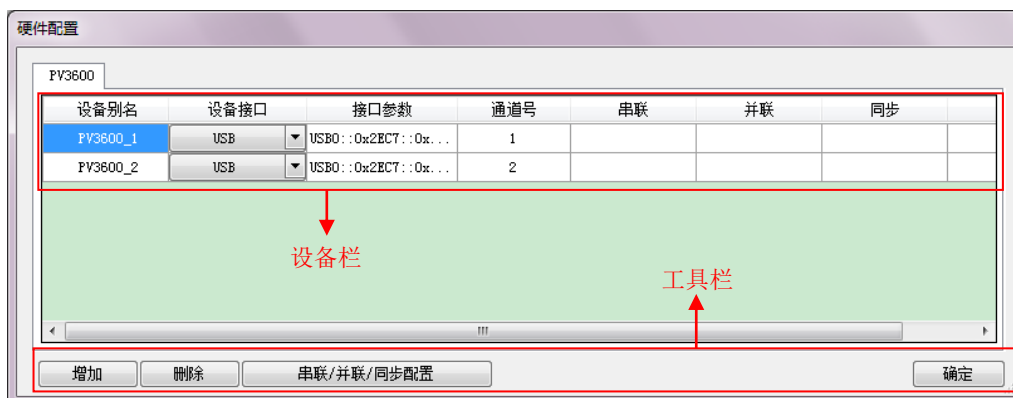 硬件配置
PV3600
设备别名 设备接口 接口参数 通道号 串联 并联 同步
PV3600_1 USB USB0::0x2EC7::0x... 1
PV3600_2 USB USB0::0x2EC7::0x... 2
设备栏
工具栏
增加 删除 串联/并联/同步配置 确定